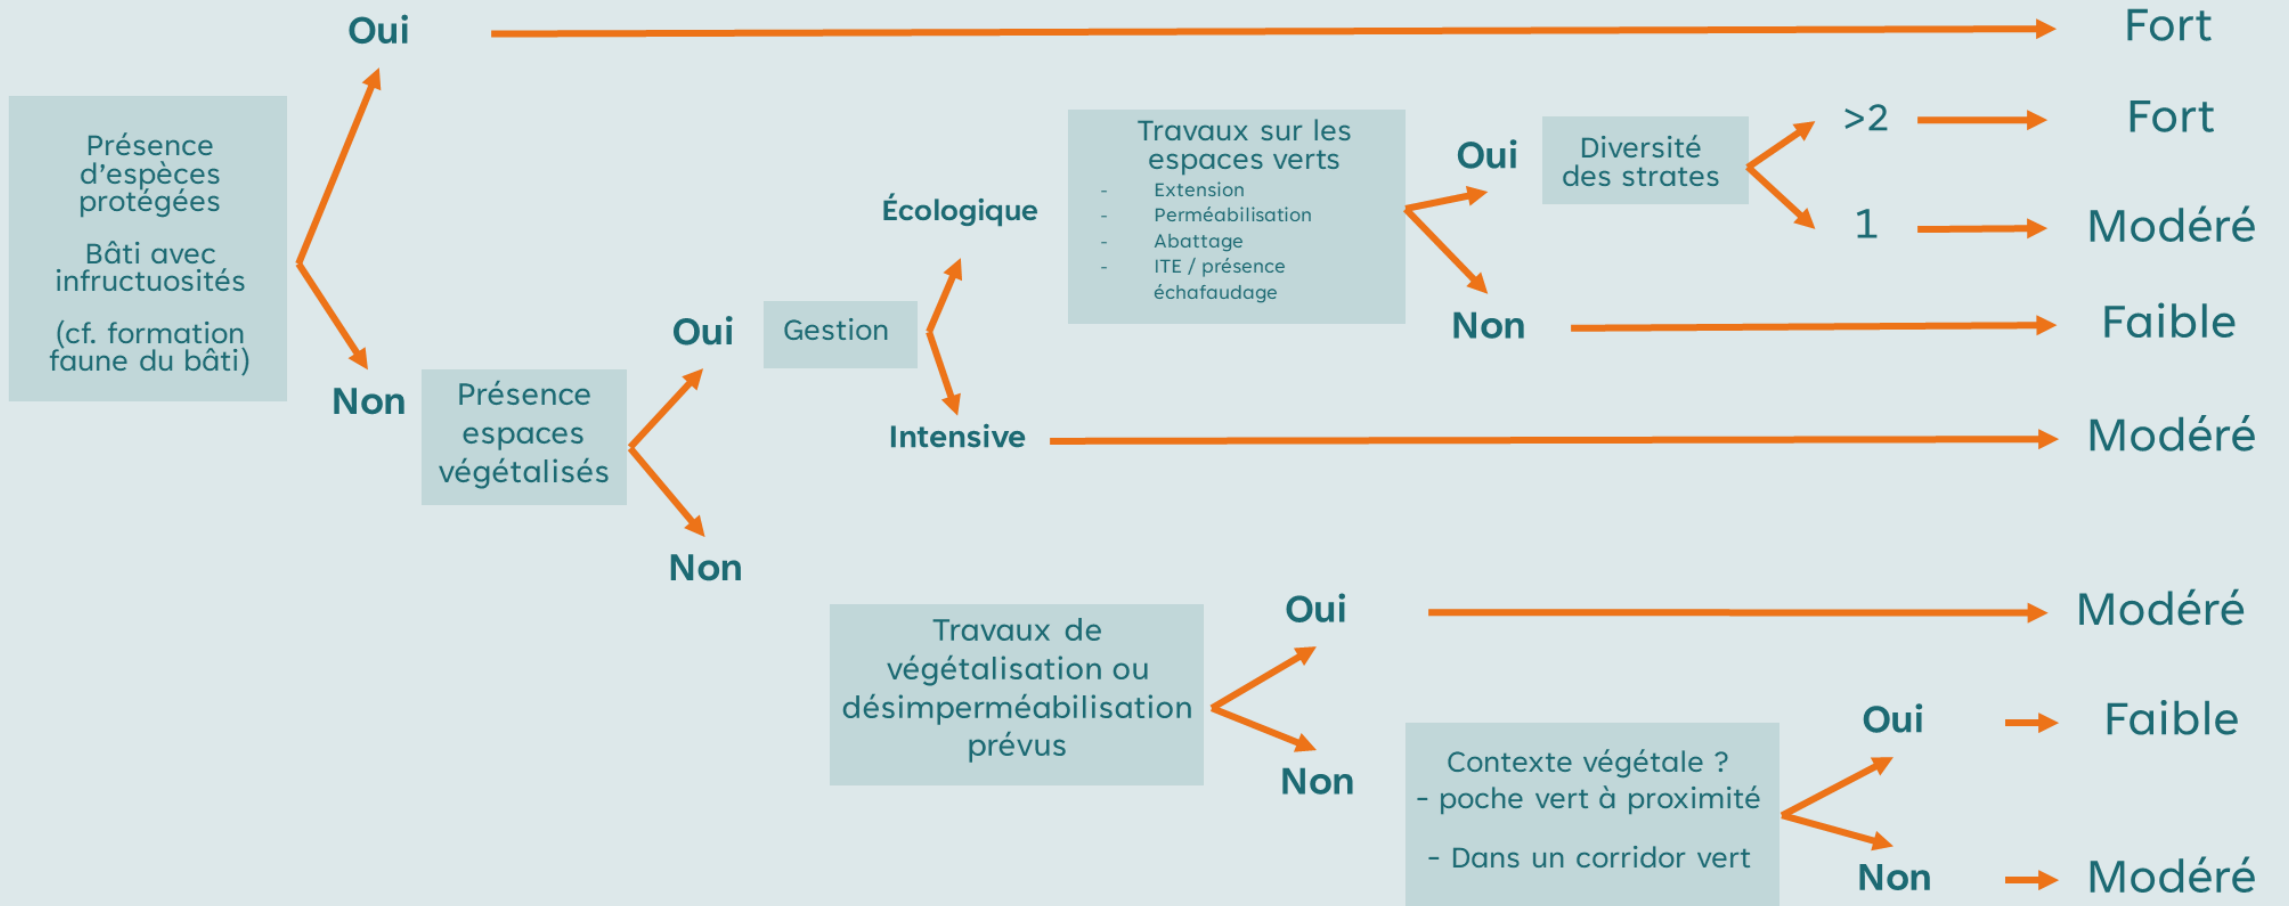 Oui
Fort
Présence
d'espèces
protégées
Bâti avec
infructuosités
(cf. formation
faune du bâti)
Non
Présence
espaces
végétalisés
Oui
Gestion
Écologique
Travaux sur les
espaces verts
- Extension
- Perméabilisation
- Abattage
- ITE / présence
échafaudage
Oui
Diversité
des strates
>2
Fort
1
Modéré
Non
Faible
Intensive
Modéré
Non
Travaux de
végétalisation ou
désimperméabilisation
prévus
Oui
Modéré
Non
Contexte végétale ?
- poche vert à proximité
- Dans un corridor vert
Oui
Faible
Non
Modéré